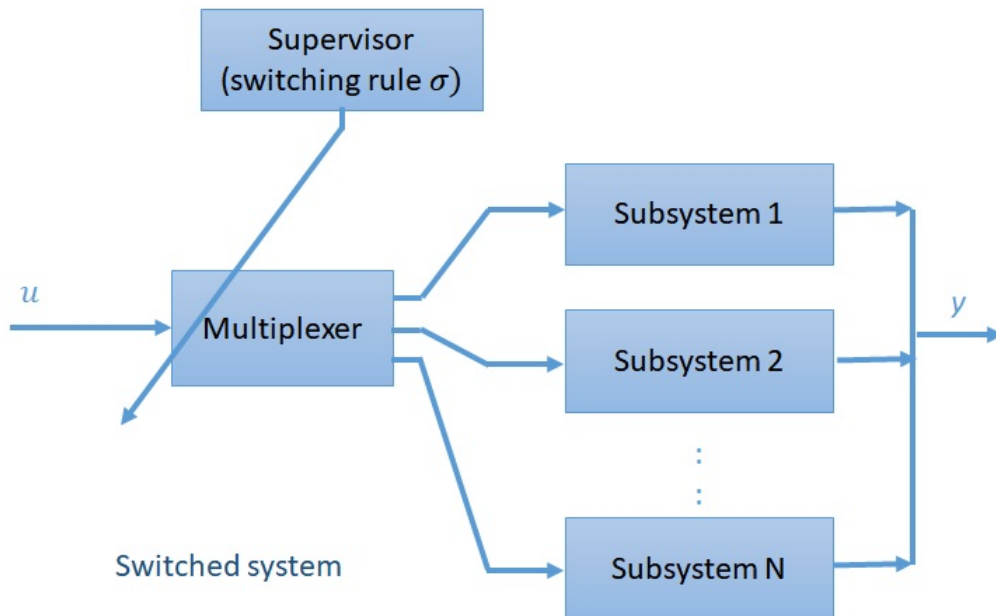 Supervisor
(switching rule σ)
u
Multiplexer
Subsystem 1
Subsystem 2
:
:
Subsystem N
y
Switched system